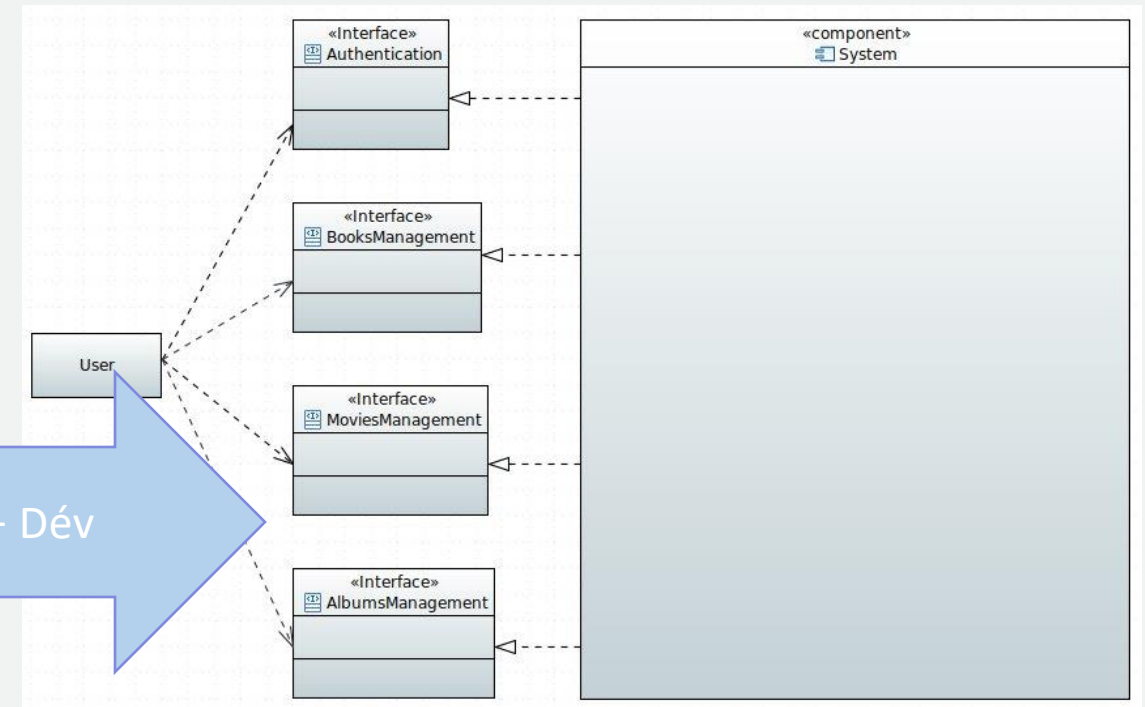 «Interface»
Authentication
«component»
System
«Interface»
BooksManagement
User
«Interface»
MoviesManagement
- Dév
«Interface»
AlbumsManagement